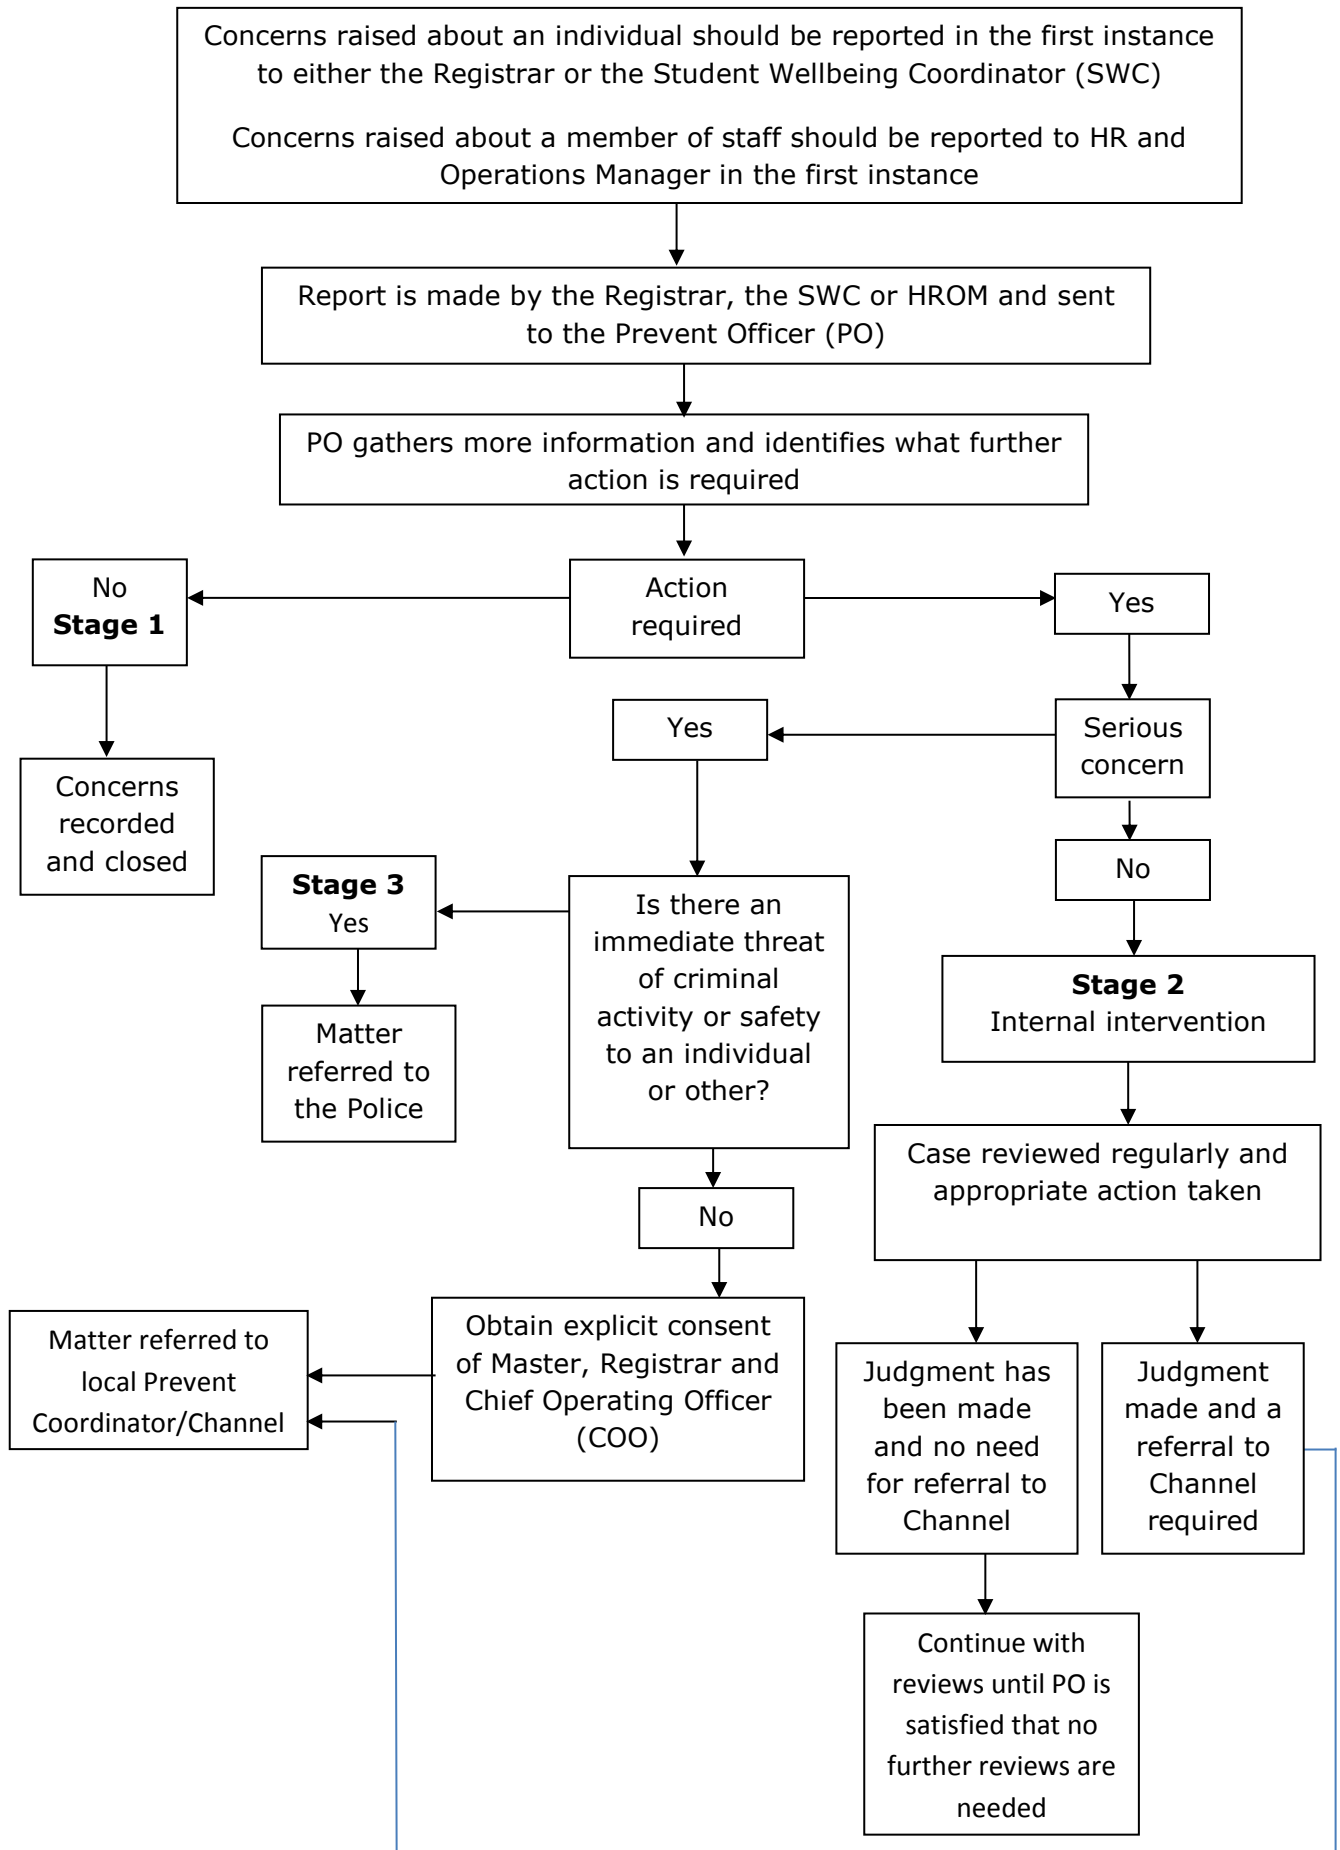 Concerns raised about an individual should be reported in the first instance
to either the Registrar or the Student Wellbeing Coordinator (SWC)
Concerns raised about a member of staff should be reported to HR and
Operations Manager in the first instance
Report is made by the Registrar, the SWC or HROM and sent
to the Prevent Officer (PO)
PO gathers more information and identifies what further
action is required
No
Stage 1
Action
required
Yes
Concerns
recorded
and closed
Yes
Serious
concern
No
Stage 3
Yes
Is there an
immediate threat
of criminal
activity or safety
to an individual
or other?
Stage 2
Internal intervention
Matter
referred to
the Police
Case reviewed regularly and
appropriate action taken
No
Matter referred to
local Prevent
Coordinator/Channel
Obtain explicit consent
of Master, Registrar and
Chief Operating Officer
(COO)
Judgment has
been made
and no need
for referral to
Channel
Judgment
made and a
referral to
Channel
required
Continue with
reviews until PO is
satisfied that no
further reviews are
needed